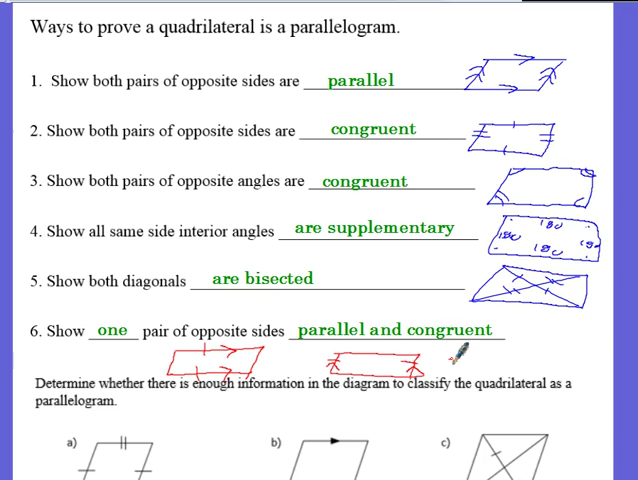 Ways to prove a quadrilateral is a parallelogram.
1. Show both pairs of opposite sides are parallel
2. Show both pairs of opposite sides are congruent
3. Show both pairs of opposite angles are congruent
4. Show all same side interior angles are supplementary
180
180
180
180
5. Show both diagonals are bisected
6. Show one pair of opposite sides parallel and congruent
Determine whether there is enough information in the diagram to classify the quadrilateral as a
parallelogram.
a) b) c)